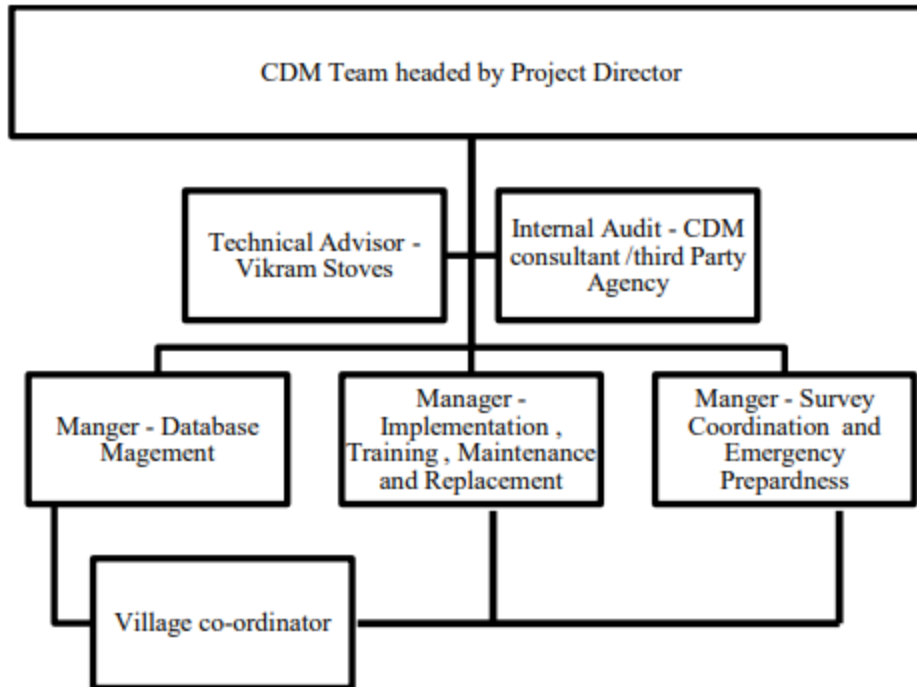 CDM Team headed by Project Director
Technical Advisor -
Vikram Stoves
Internal Audit - CDM
consultant /third Party
Agency
Manger - Database
Magement
Manager -
Implementation ,
Training , Maintenance
and Replacement
Manger - Survey
Coordination and
Emergency
Prepardness
Village co-ordinator